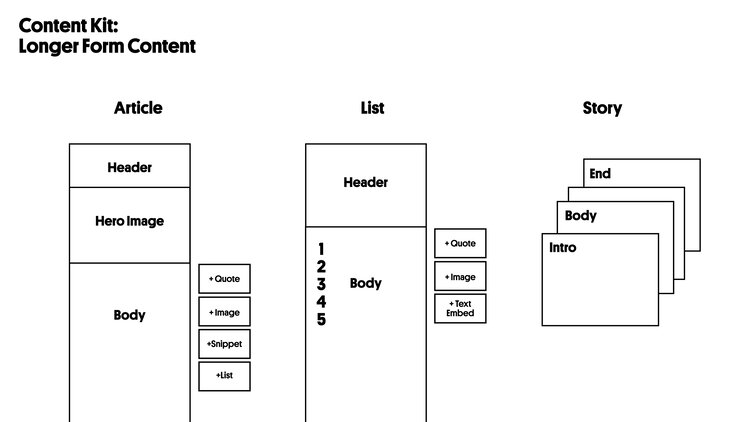 Content Kit:
Longer Form Content
Article
Header
Hero Image
Body
+ Quote
+ Image
+Snippet
+List
List
Header
1
2
3
4
5
Body
+ Quote
+ Image
+ Text
Embed
Story
End
Body
Intro